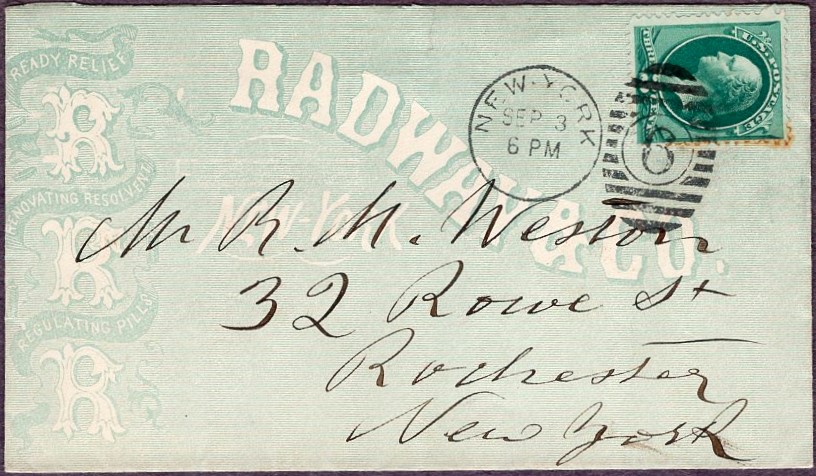 READY RELIEF
R
RENOVATING RESOLVENT
R
REGULATING PILLS
R
RADWAY & CO.
NEW-YORK
NEW-YORK
SEP 3
6 PM
6
U.S. POSTAGE
Mr R. M. Weston
32 Rowe St
Rochester
New York